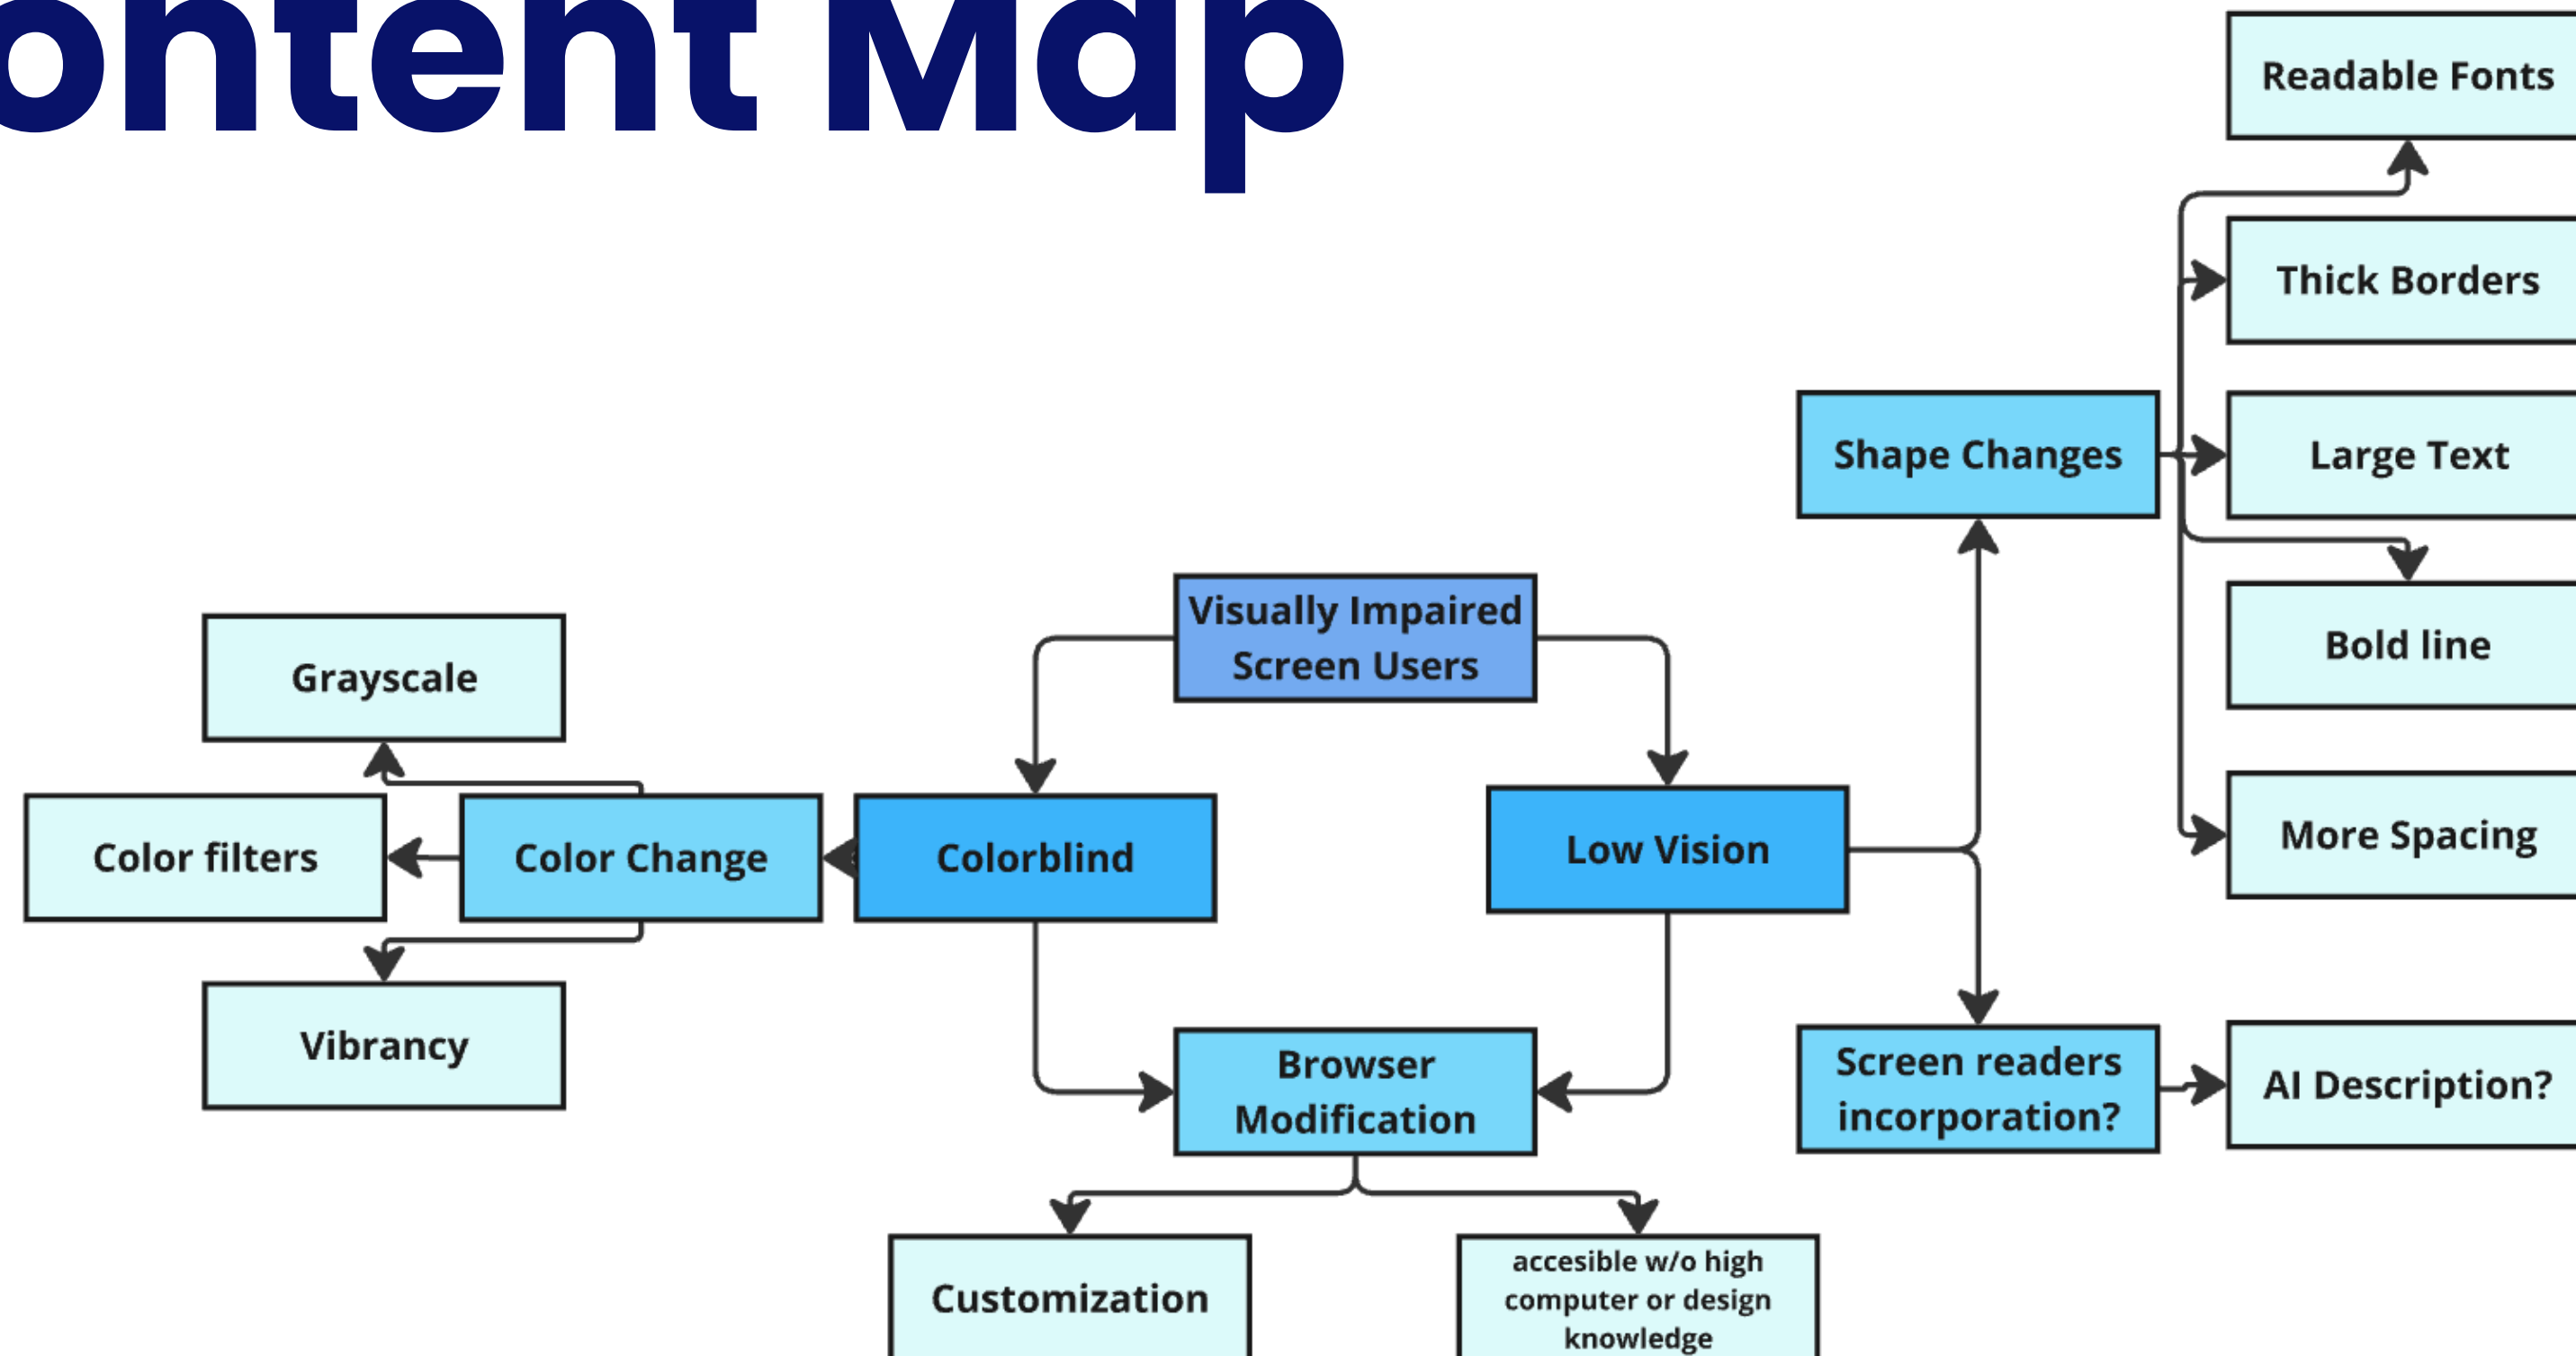 ontent Map
Readable Fonts
Thick Borders
Shape Changes
Large Text
Visually Impaired
Screen Users
Bold line
Grayscale
More Spacing
Color filters
Color Change
Colorblind
Low Vision
Vibrancy
Browser
Modification
Screen readers
incorporation?
AI Description?
Customization
accesible w/o high
computer or design
knowledge